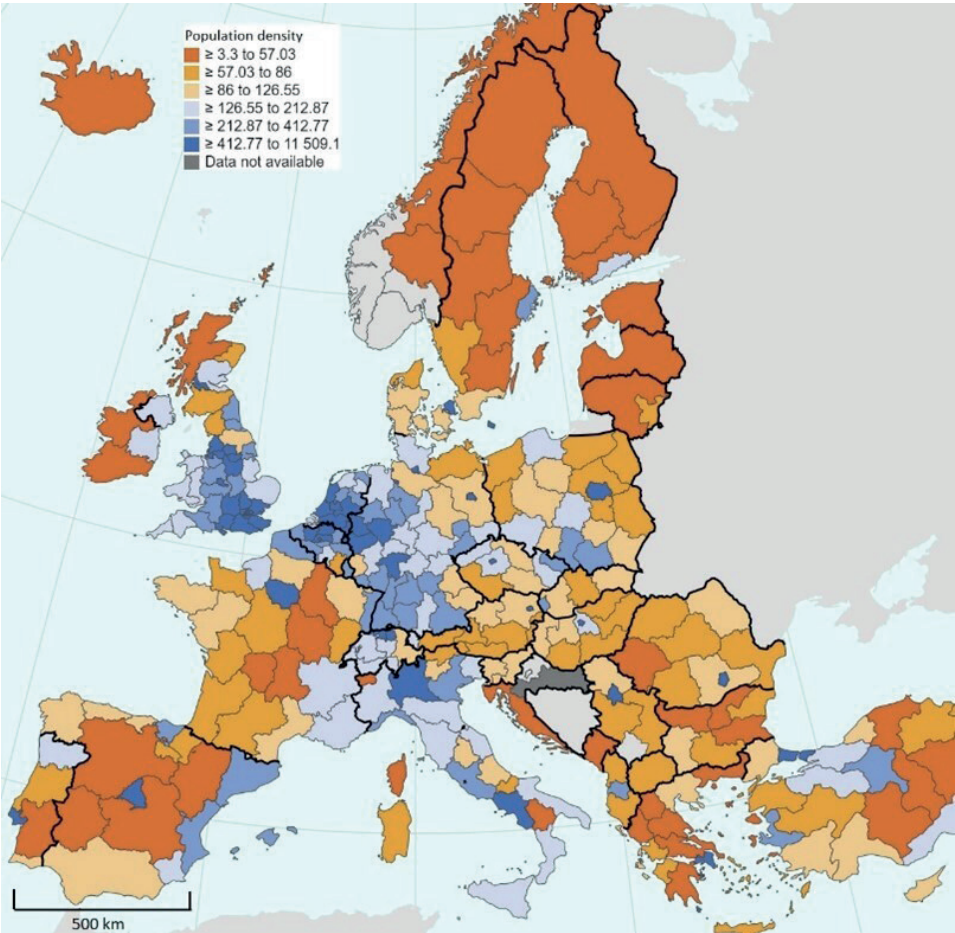 Population density
≥ 3.3 to 57.03
≥ 57.03 to 86
≥ 86 to 126.55
≥ 126.55 to 212.87
≥ 212.87 to 412.77
≥ 412.77 to 11 509.1
Data not available
500 km